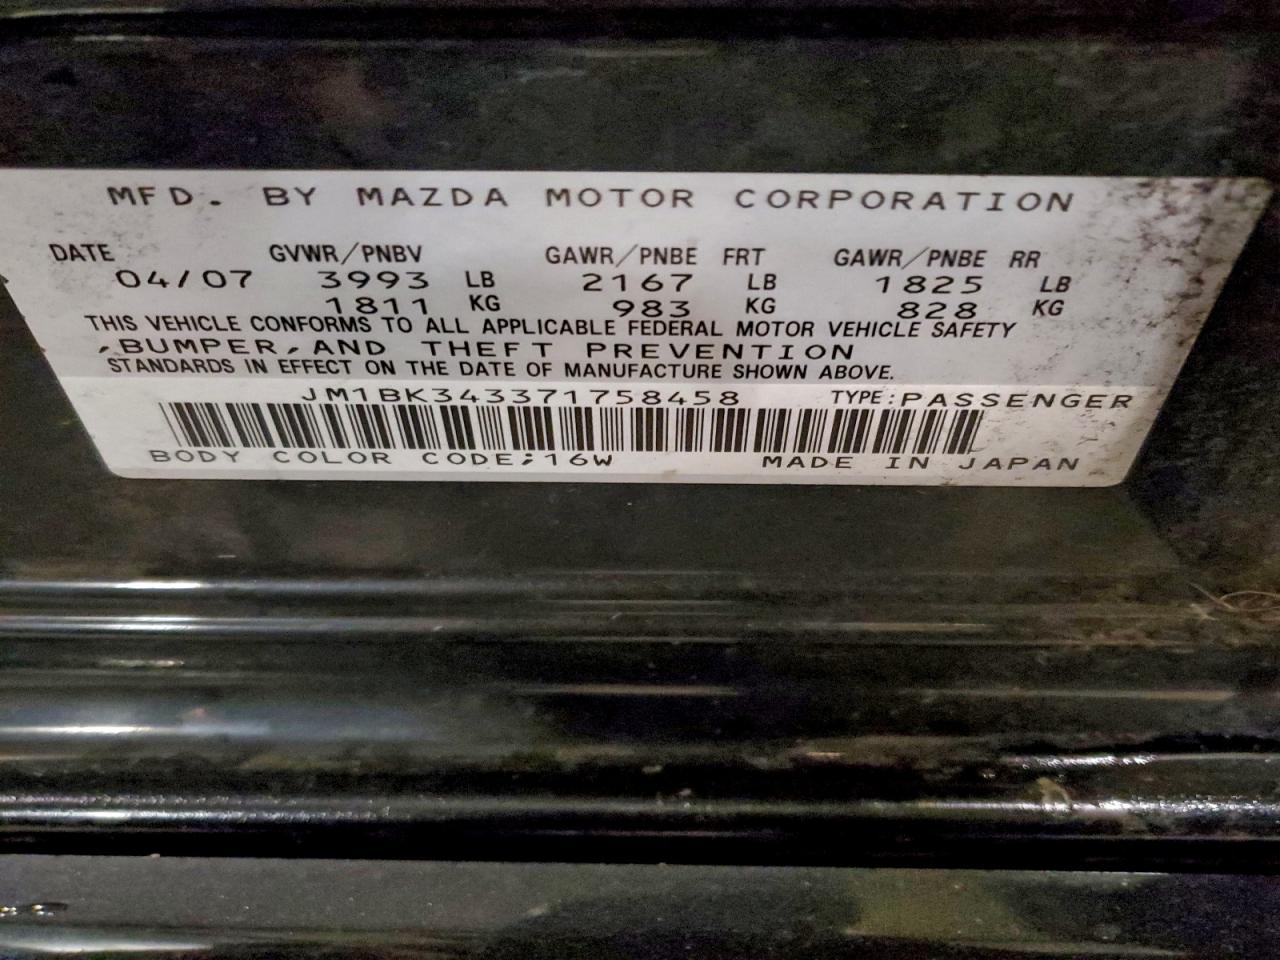 MFD. BY MAZDA MOTOR CORPORATION
DATE GVWR/PNBV GAWR/PNBE FRT GAWR/PNBE RR
04/07 3993 LB 2167 LB 1825 LB
1811 KG 983 KG 828 KG
THIS VEHICLE CONFORMS TO ALL APPLICABLE FEDERAL MOTOR VEHICLE SAFETY
,BUMPER,AND THEFT PREVENTION
STANDARDS IN EFFECT ON THE DATE OF MANUFACTURE SHOWN ABOVE.
JM1BK343371758458 TYPE:PASSENGER
BODY COLOR CODE;16W MADE IN JAPAN